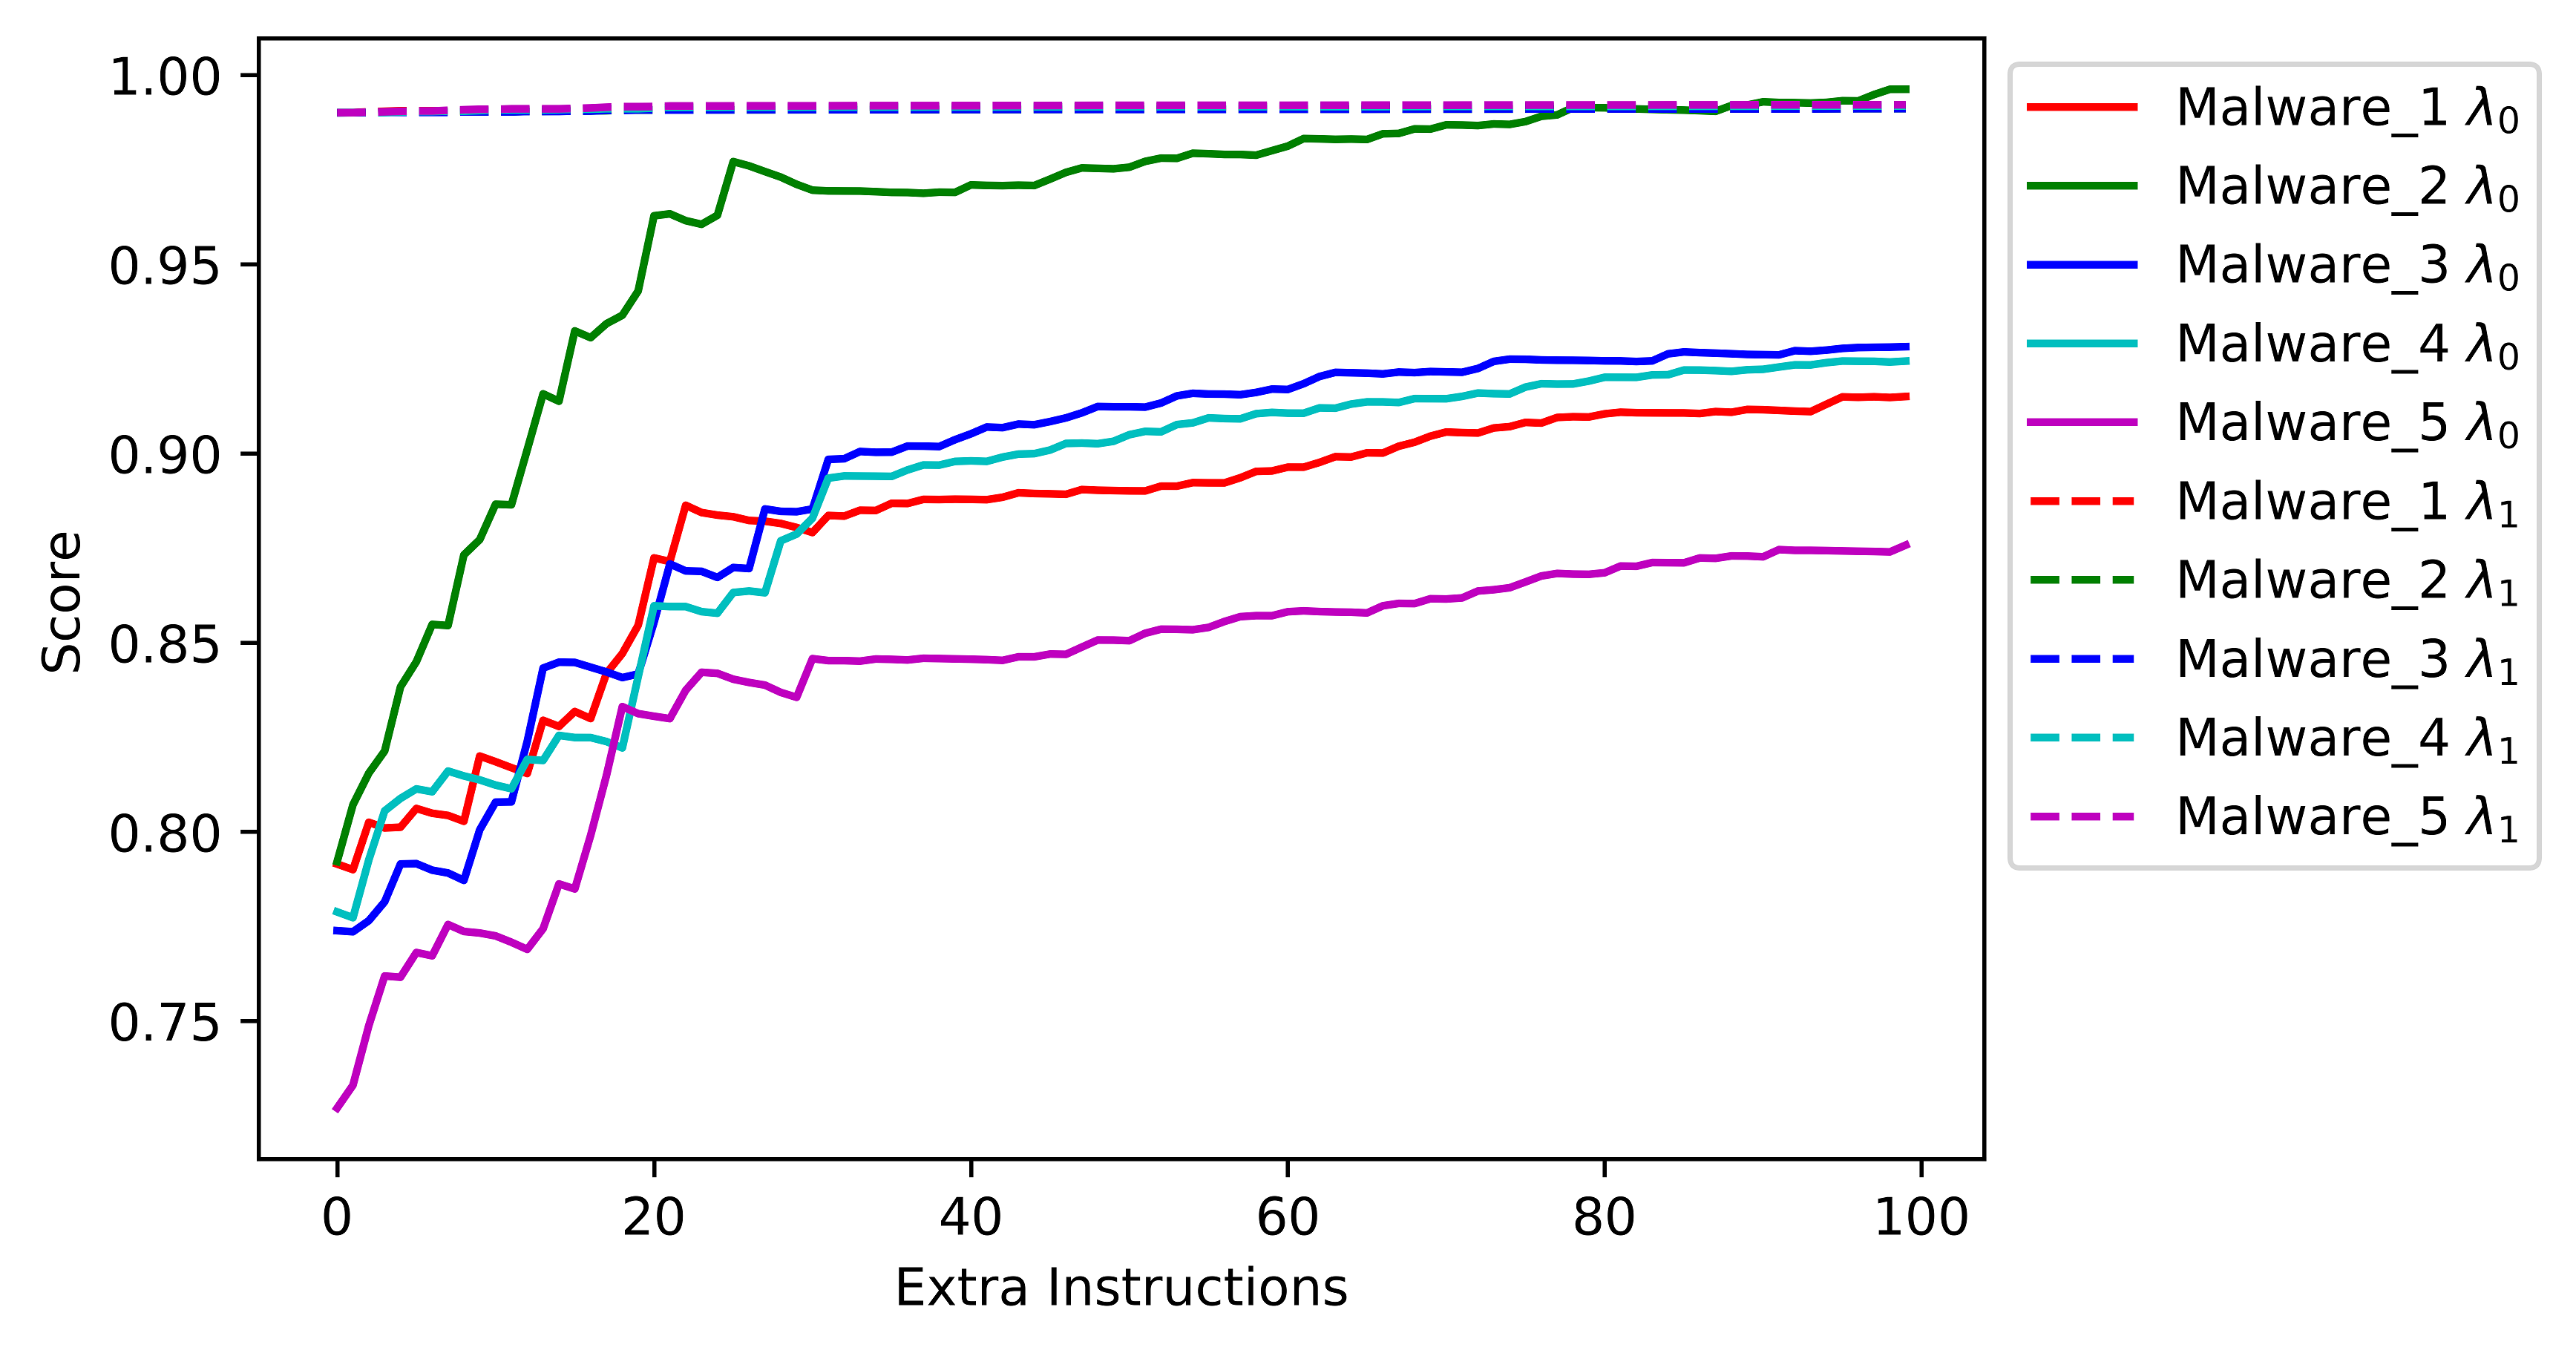 1.00
0.95
0.90
0.85
0.80
0.75
Score
0 20 40 60 80 100
Extra Instructions
Malware_1 λ₀
Malware_2 λ₀
Malware_3 λ₀
Malware_4 λ₀
Malware_5 λ₀
Malware_1 λ₁
Malware_2 λ₁
Malware_3 λ₁
Malware_4 λ₁
Malware_5 λ₁